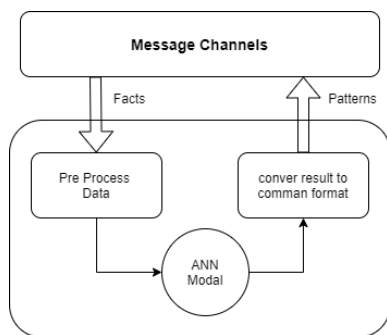 Message Channels
Facts
Patterns
Pre Process
Data
conver result to
comman format
ANN
Modal